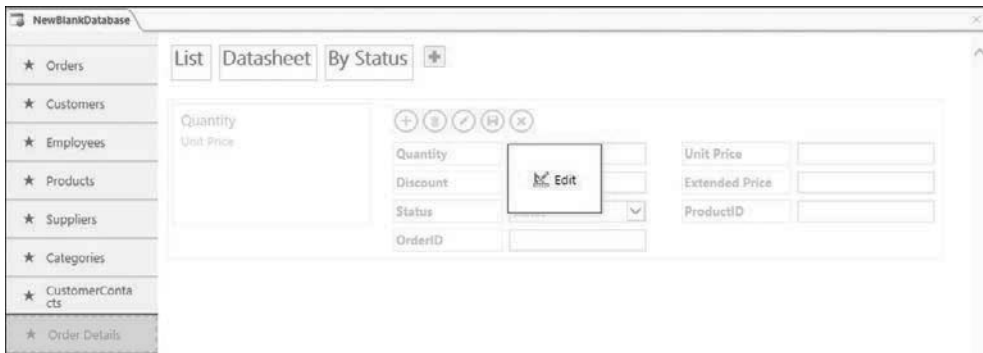 NewBlankDatabase
Orders
Customers
Employees
Products
Suppliers
Categories
CustomerConta
cts
Order Details
List Datasheet By Status
Quantity
Unit Price
Quantity
Discount
Status
OrderID
Edit
Unit Price
Extended Price
ProductID